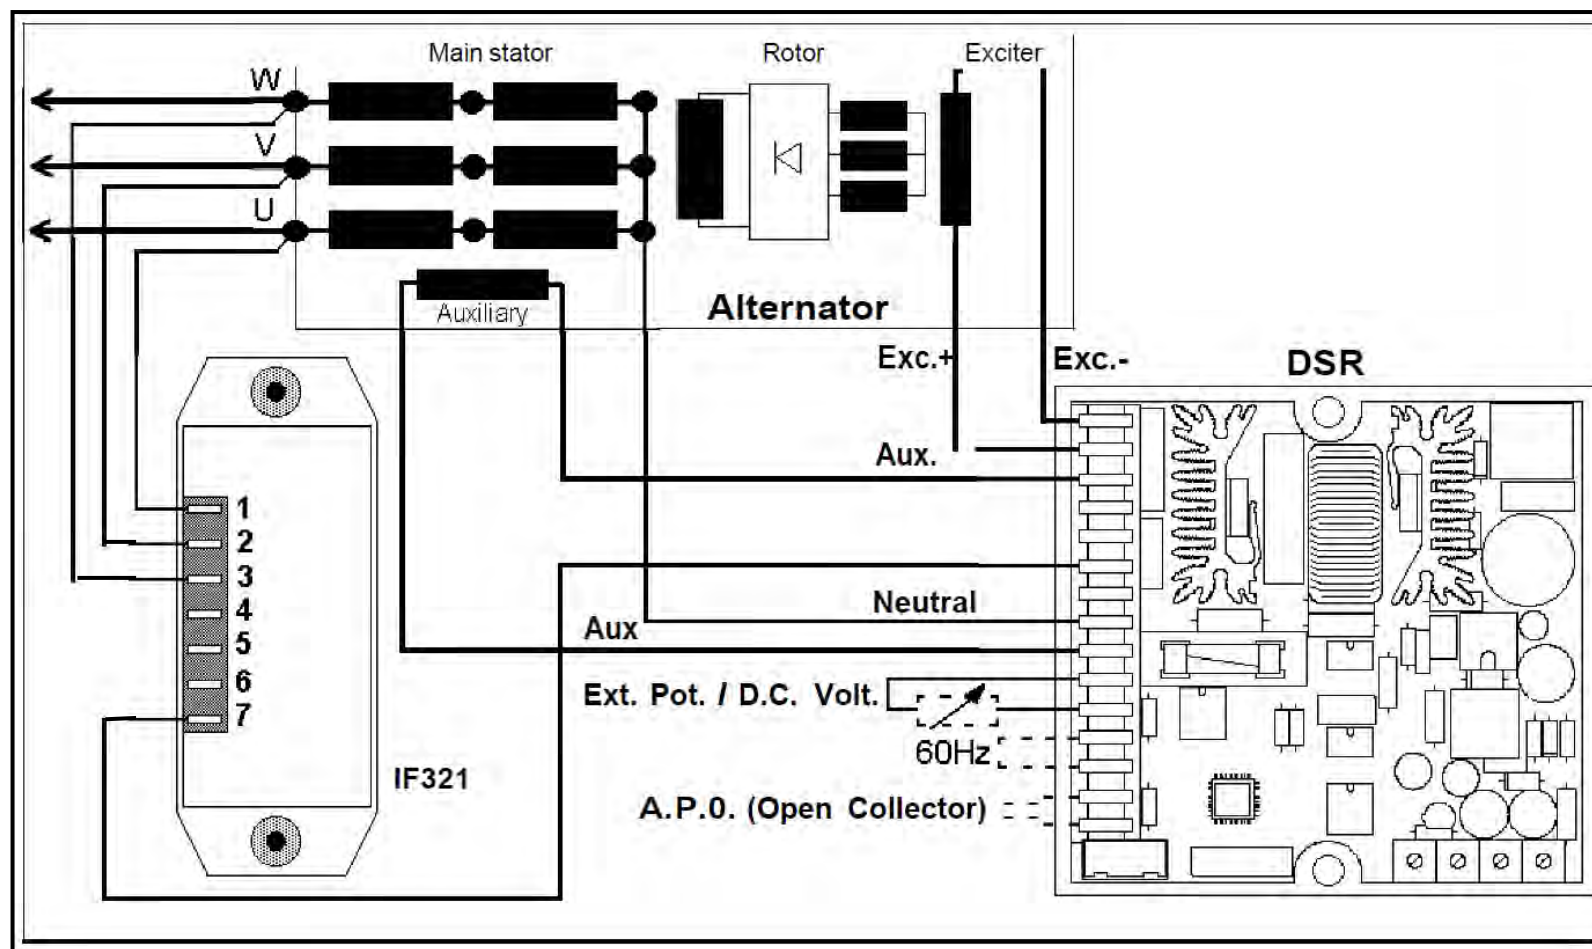 Main stator
Rotor
Exciter
W
V
U
Auxiliary
Alternator
Exc.+
Exc.-
DSR
Aux.
1
2
3
4
5
6
7
Neutral
Aux
Ext. Pot. / D.C. Volt.
60Hz
IF321
A.P.0. (Open Collector)